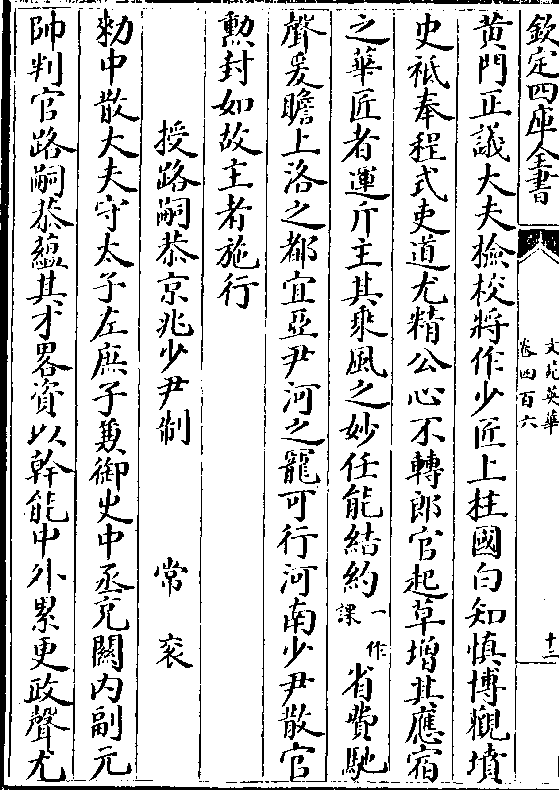 欽定四庫全書
文苑英華
卷四百六
十二
黄門正議大夫檢校將作少匠上柱國白知慎博觀墳
史祇奉程式吏道尤精公心不轉郎官起草增其應宿
之華匠者運斤主其乘風之妙任能結約一作課省費馳
聲爰瞻上洛之都宜亞尹河之寵可行河南少尹散官
勲封如故主者施行
授路嗣恭京兆少尹制 常衮
勑中散大夫守太子左庶子兼御史中丞充關内副元
帥判官路嗣恭藴其才畧資以幹能中外累更政聲尤